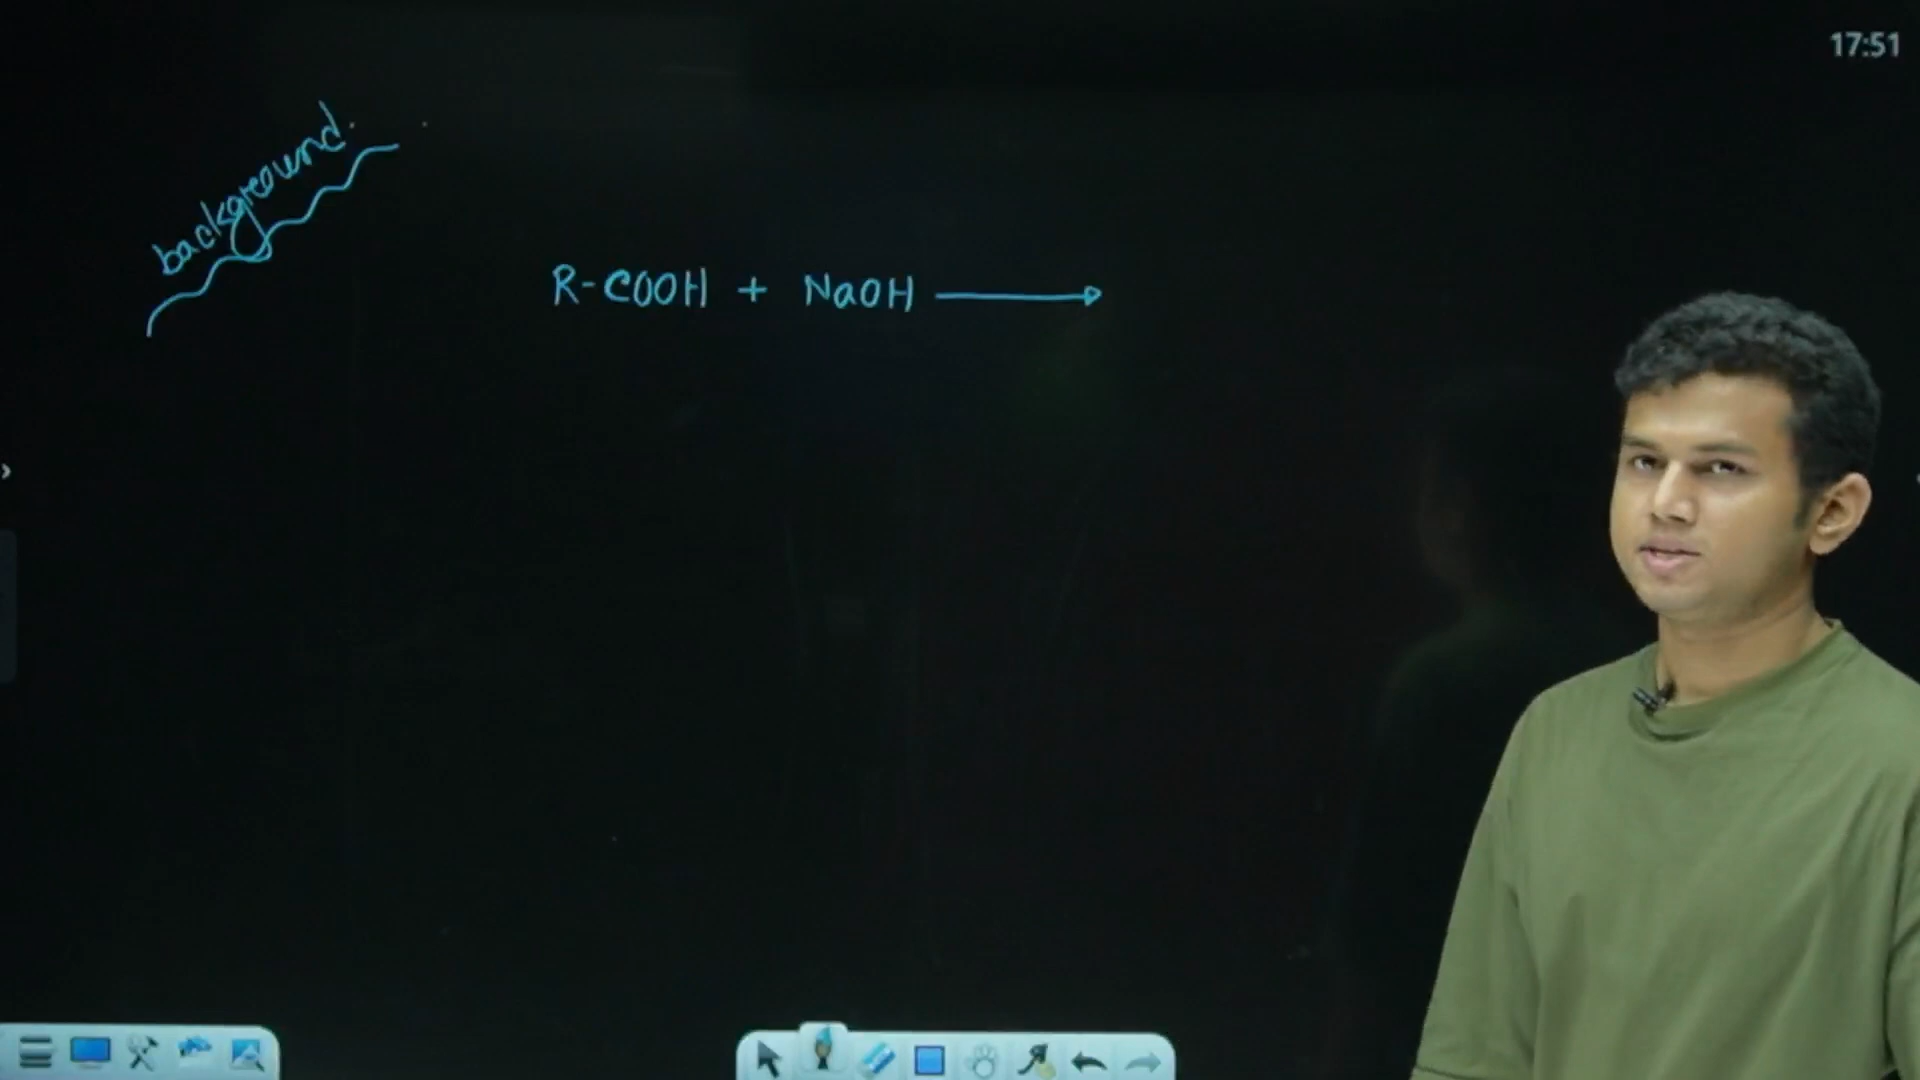 17:51
background
R-COOH + NaOH ⟶